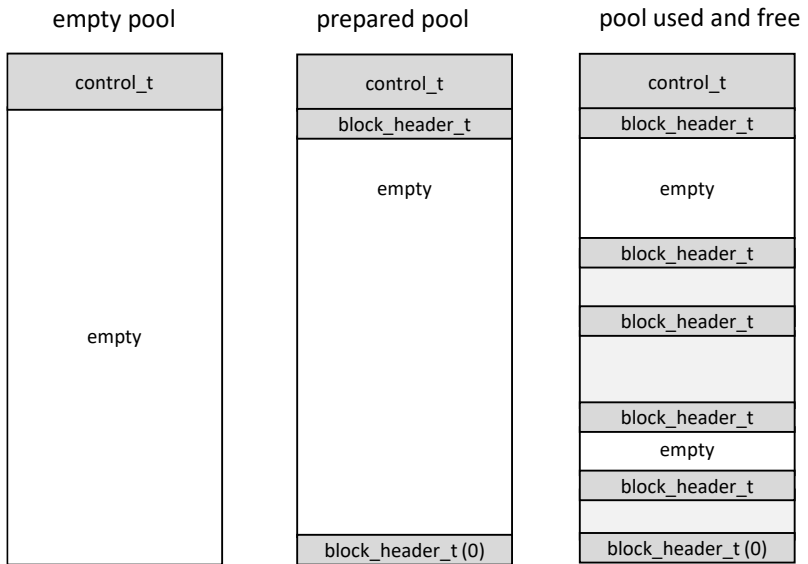 empty pool
control_t
empty
prepared pool
control_t
block_header_t
empty
block_header_t (0)
pool used and free
control_t
block_header_t
empty
block_header_t
block_header_t
block_header_t
empty
block_header_t
block_header_t (0)